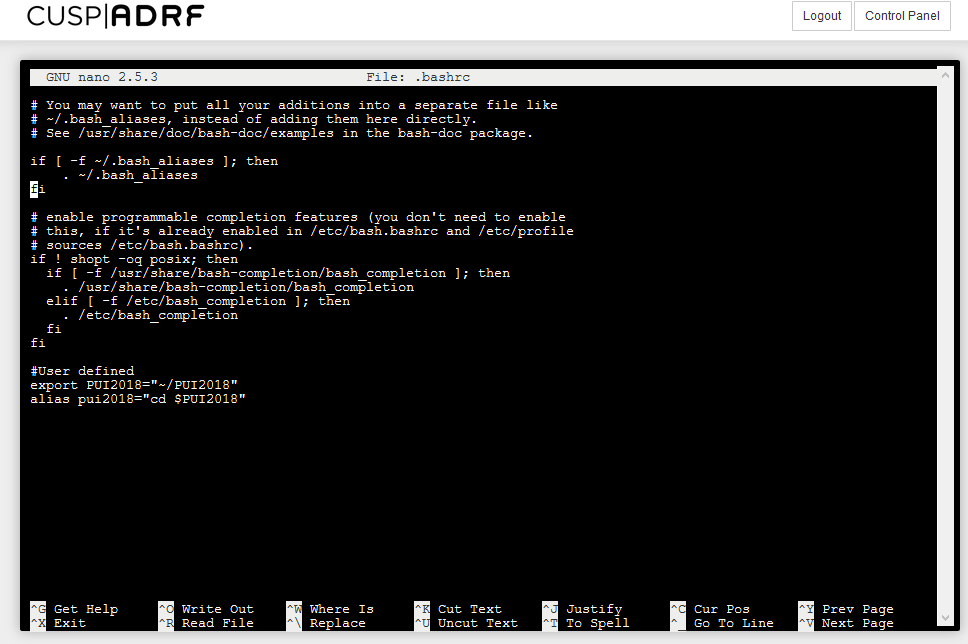 CUSP|ADRF
Logout
Control Panel
GNU nano 2.5.3 File: .bashrc
# You may want to put all your additions into a separate file like
# ~/.bash_aliases, instead of adding them here directly.
# See /usr/share/doc/bash-doc/examples in the bash-doc package.
if [ -f ~/.bash_aliases ]; then
    . ~/.bash_aliases
fi
# enable programmable completion features (you don't need to enable
# this, if it's already enabled in /etc/bash.bashrc and /etc/profile
# sources /etc/bash.bashrc).
if ! shopt -oq posix; then
  if [ -f /usr/share/bash-completion/bash_completion ]; then
    . /usr/share/bash-completion/bash_completion
  elif [ -f /etc/bash_completion ]; then
    . /etc/bash_completion
  fi
fi
#User defined
export PUI2018="~/PUI2018"
alias pui2018="cd $PUI2018"
^G Get Help ^O Write Out ^W Where Is ^K Cut Text ^J Justify ^C Cur Pos ^Y Prev Page
^X Exit ^R Read File ^\ Replace ^U Uncut Text ^T To Spell ^_ Go To Line ^V Next Page